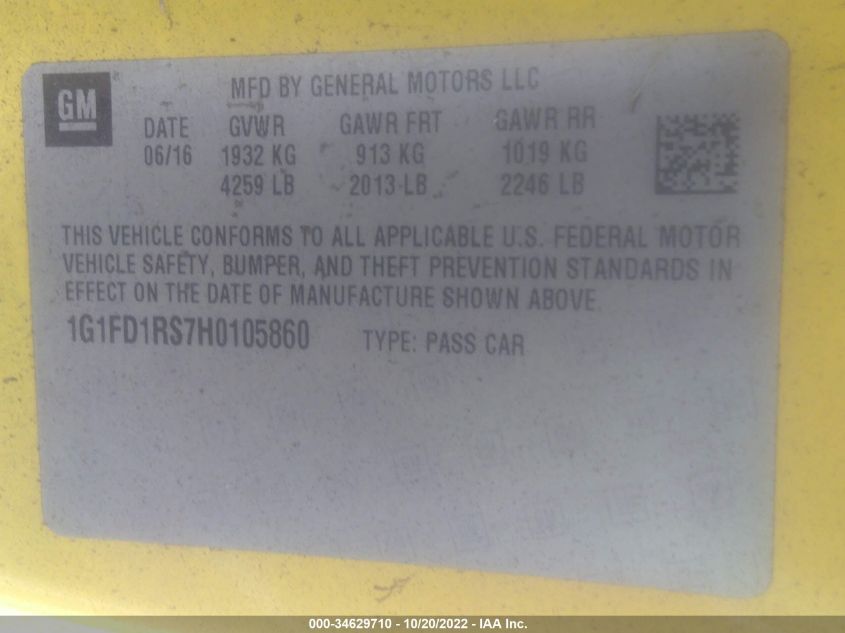 GM
MFD BY GENERAL MOTORS LLC
DATE GVWR GAWR FRT GAWR RR
06/16 1932 KG 913 KG 1019 KG
4259 LB 2013 LB 2246 LB
THIS VEHICLE CONFORMS TO ALL APPLICABLE U.S. FEDERAL MOTOR
VEHICLE SAFETY, BUMPER, AND THEFT PREVENTION STANDARDS IN
EFFECT ON THE DATE OF MANUFACTURE SHOWN ABOVE.
1G1FD1RS7H0105860 TYPE: PASS CAR
000-34629710 - 10/20/2022 - IAA Inc.